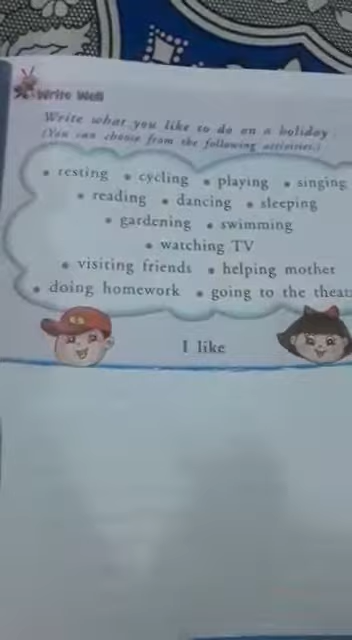 Write Well
Write what you like to do on a holiday
(You can choose from the following activities.)
• resting • cycling • playing • singing
• reading • dancing • sleeping
• gardening • swimming
• watching TV
• visiting friends • helping mother
• doing homework • going to the
I like